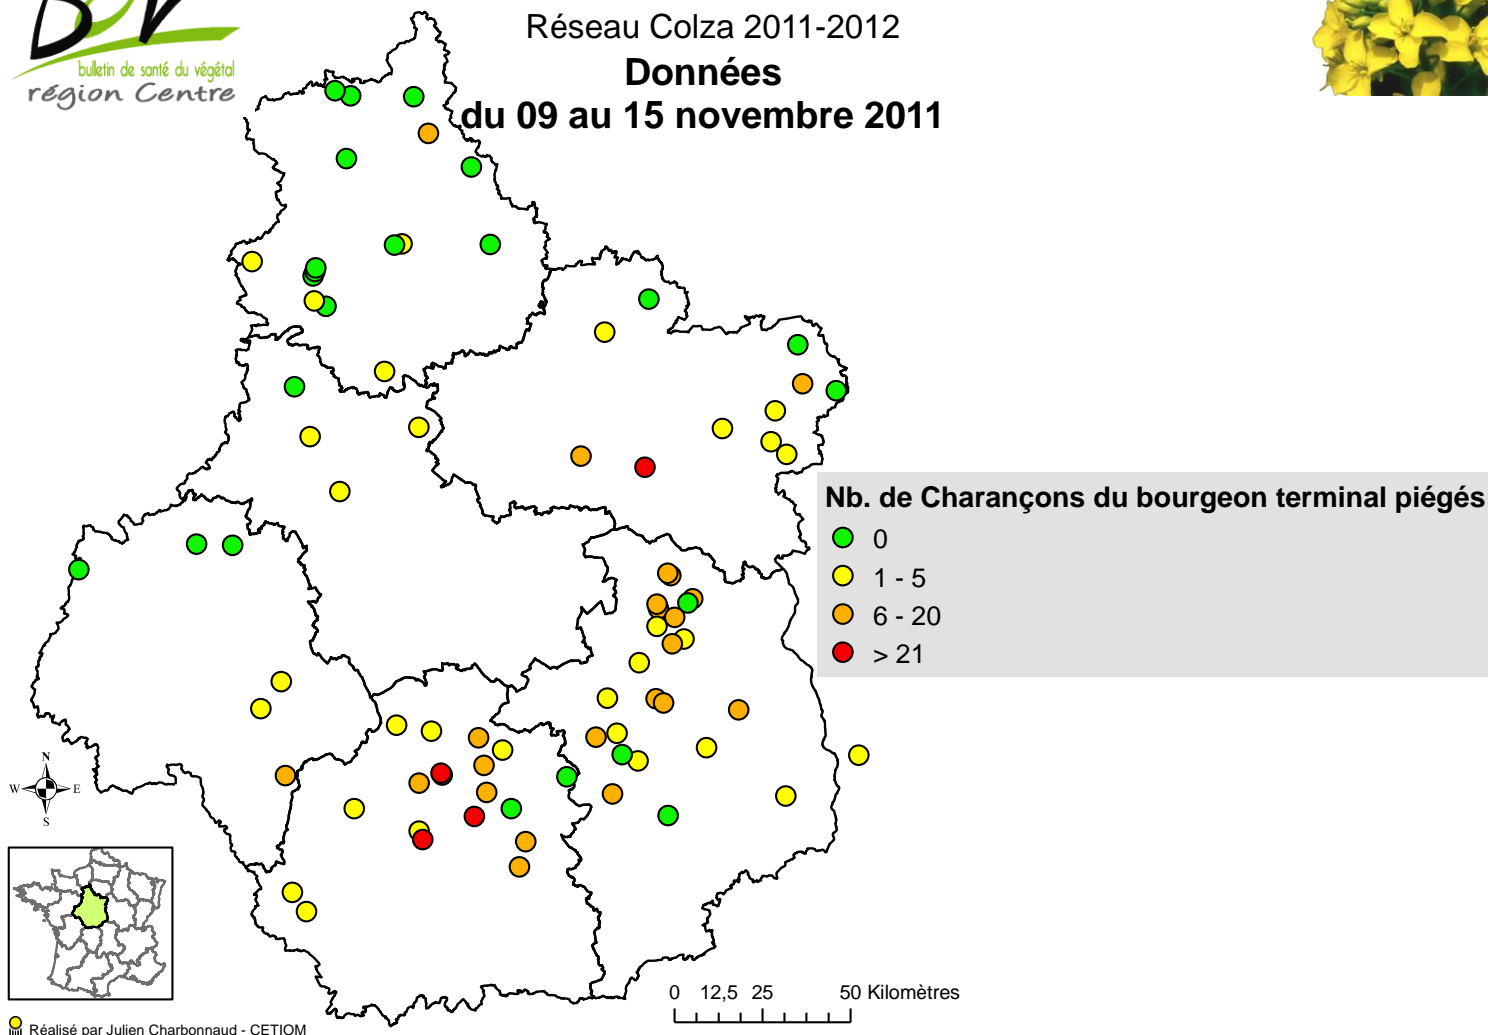 bulletin de santé du végétal
région Centre
Réseau Colza 2011-2012
Données
du 09 au 15 novembre 2011
Nb. de Charançons du bourgeon terminal piégés
0
1 - 5
6 - 20
> 21
N
W E
S
0 12,5 25 50 Kilomètres
Réalisé par Julien Charbonnaud - CETIOM